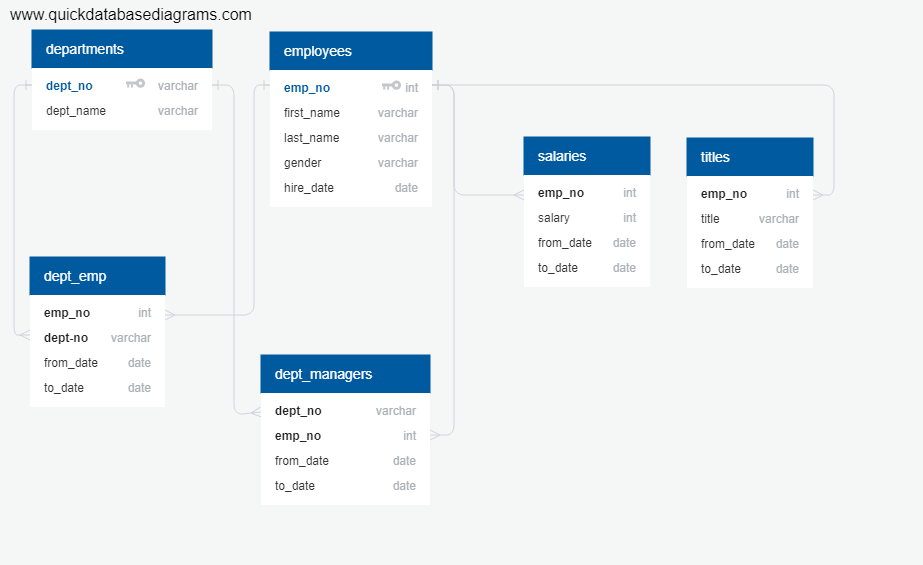 www.quickdatabasediagrams.com
departments
dept_no varchar
dept_name varchar
employees
emp_no int
first_name varchar
last_name varchar
gender varchar
hire_date date
salaries
emp_no int
salary int
from_date date
to_date date
titles
emp_no int
title varchar
from_date date
to_date date
dept_emp
emp_no int
dept-no varchar
from_date date
to_date date
dept_managers
dept_no varchar
emp_no int
from_date date
to_date date